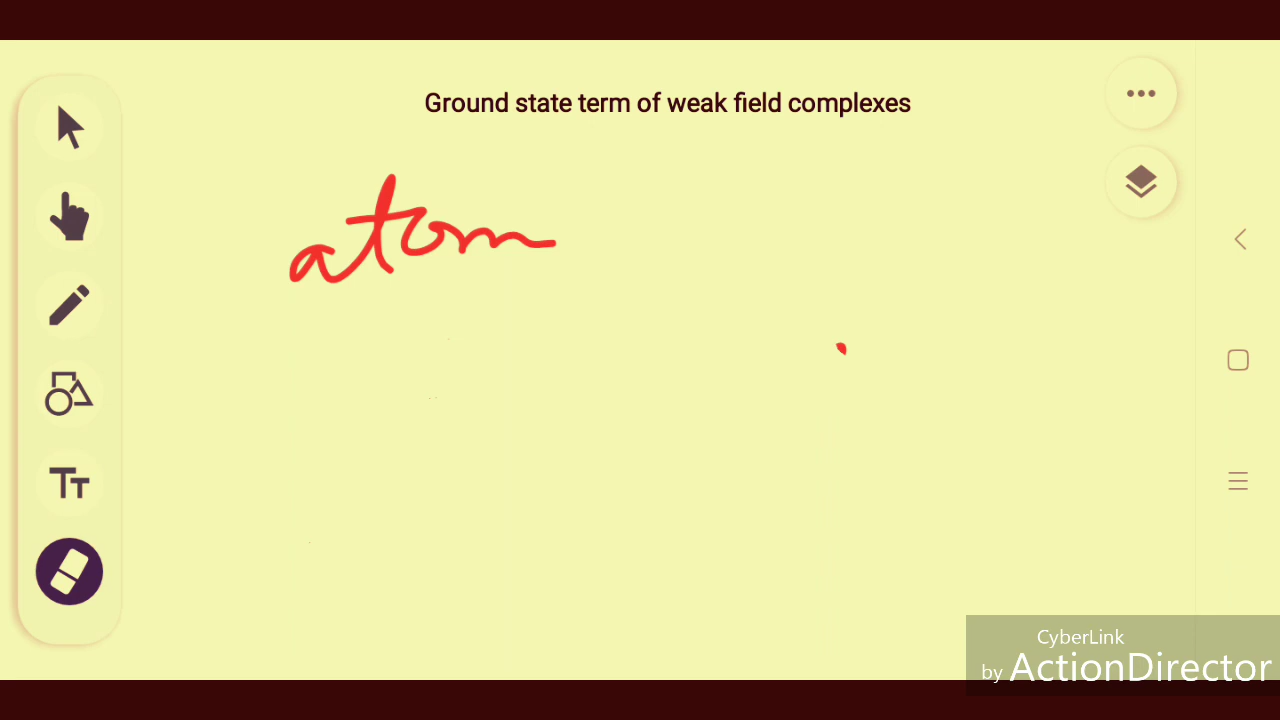 Ground state term of weak field complexes
atom
CyberLink
by ActionDirector